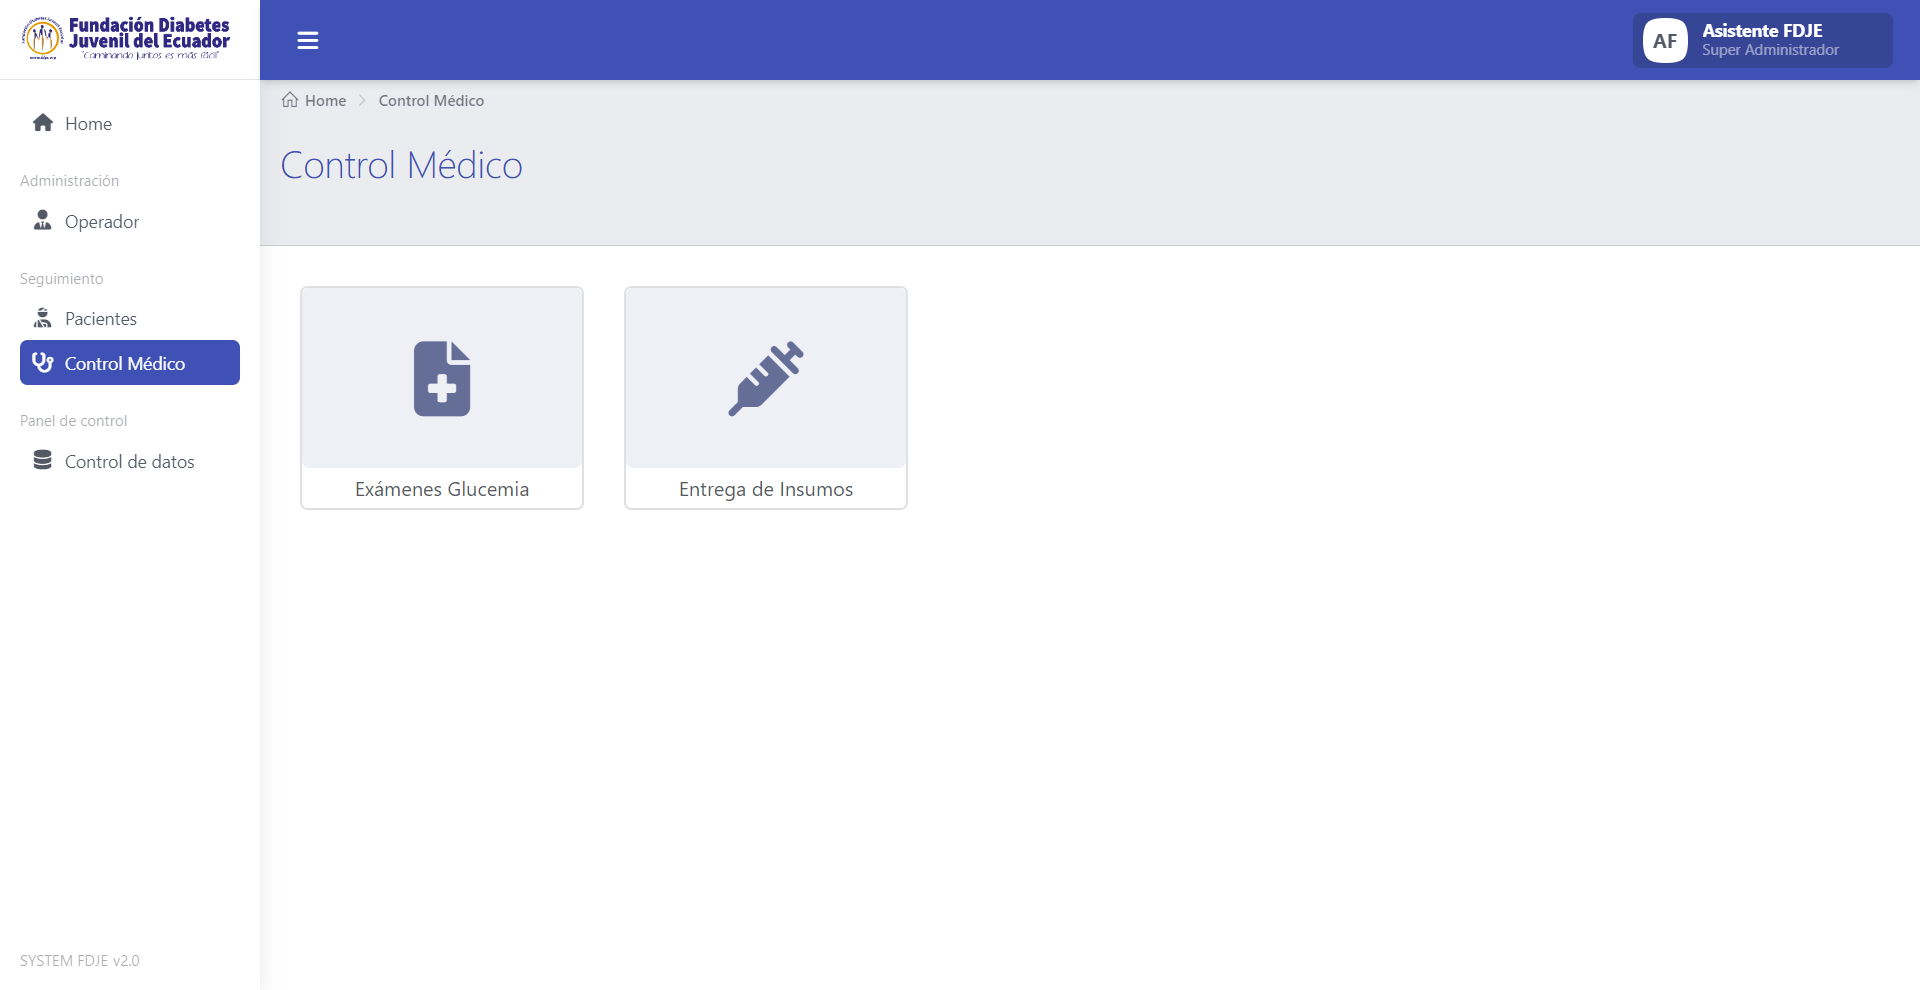 Fundación Diabetes
Juvenil del Ecuador
"Caminando juntos es más fácil"
Asistente FDJE
AF
Super Administrador
Home
Control Médico
Home
Control Médico
Administración
Operador
Seguimiento
Pacientes
Control Médico
Panel de control
Control de datos
Exámenes Glucemia
Entrega de Insumos
SYSTEM FDJE v2.0